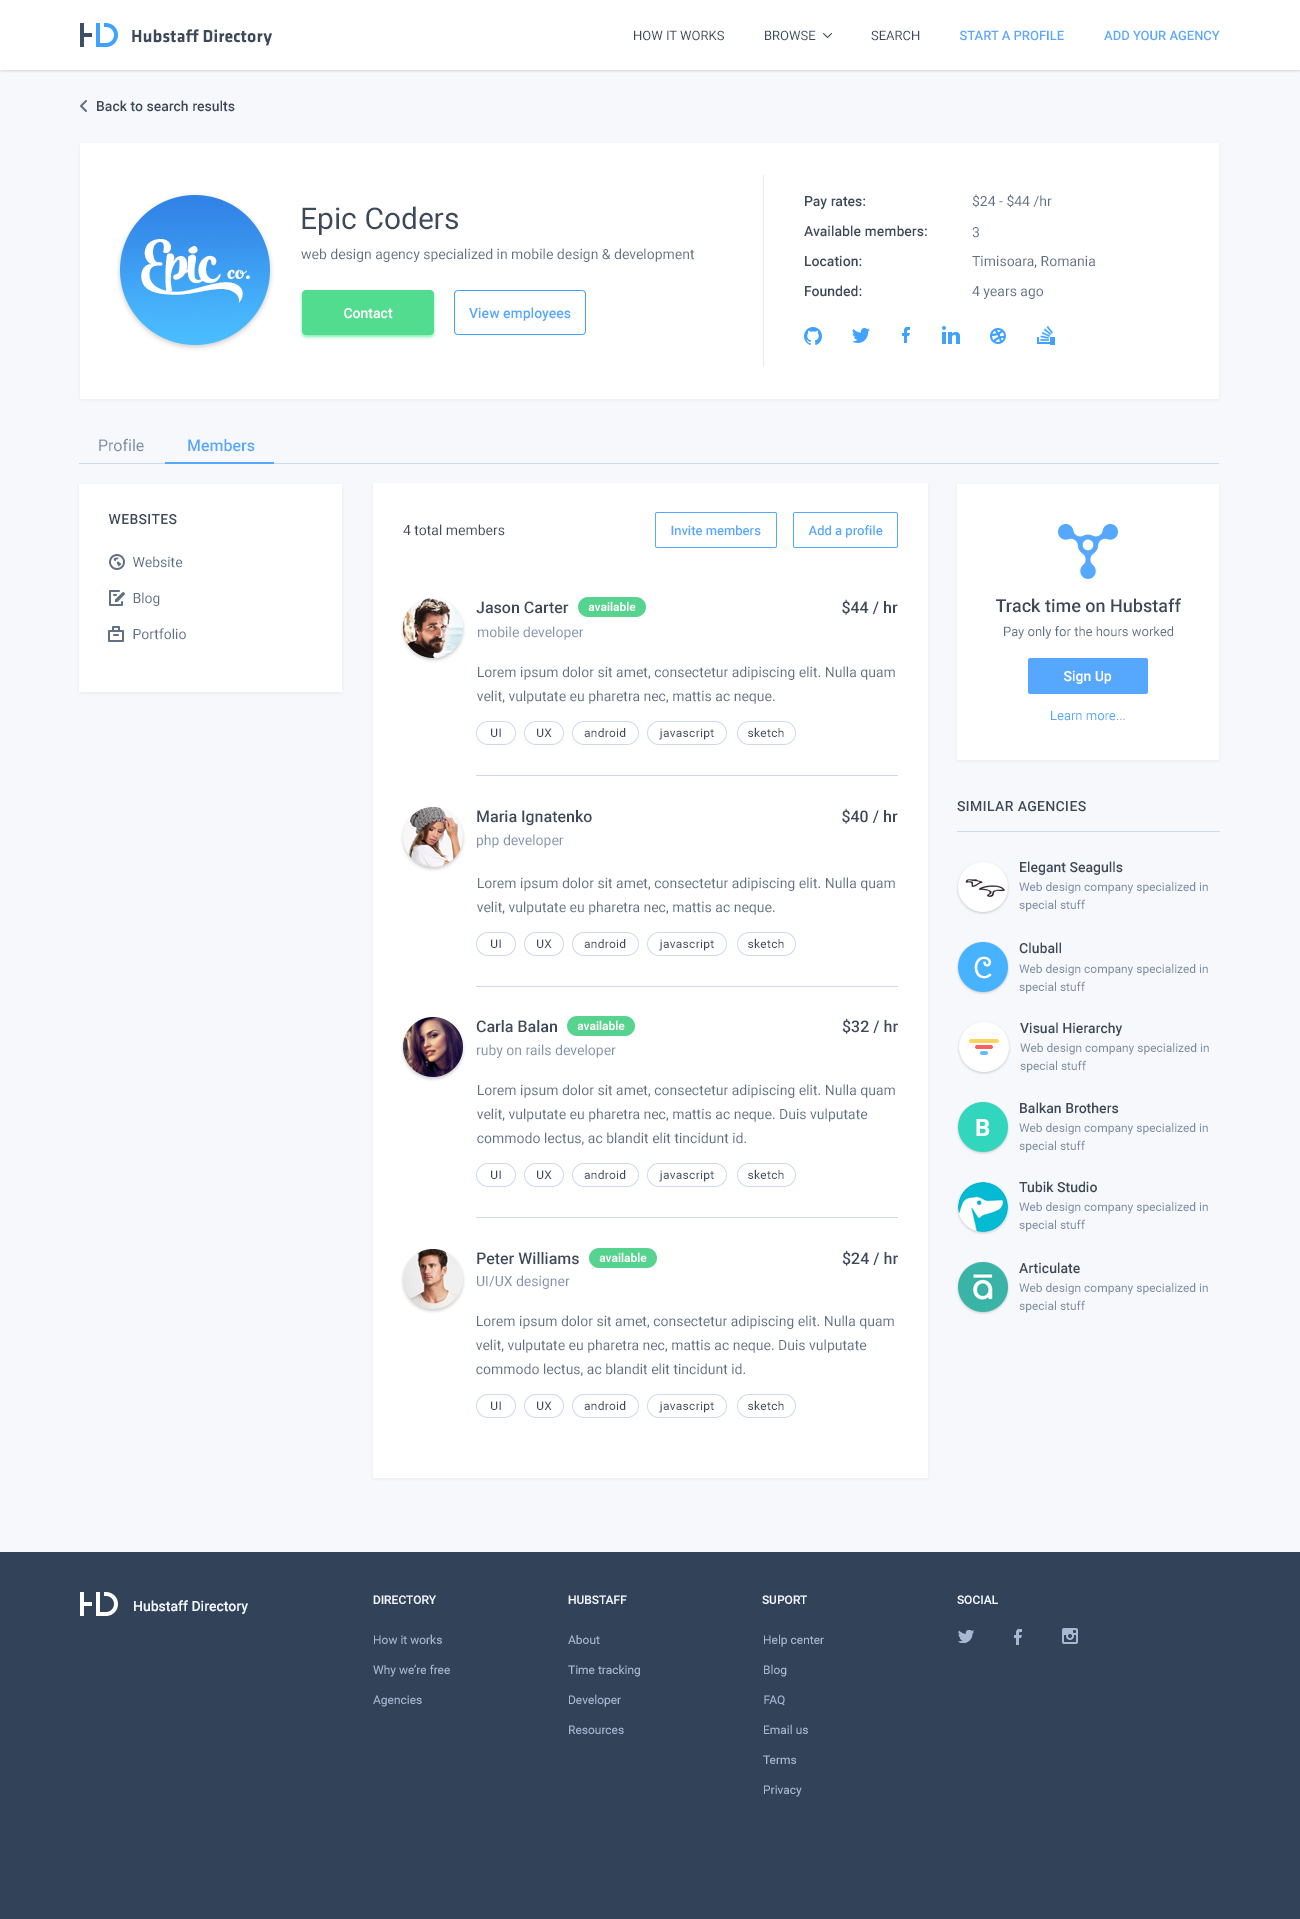 HD Hubstaff Directory
HOW IT WORKS
BROWSE
SEARCH
START A PROFILE
ADD YOUR AGENCY
Back to search results
Epic co.
Epic Coders
web design agency specialized in mobile design & development
Contact
View employees
Pay rates: $24 - $44 /hr
Available members: 3
Location: Timisoara, Romania
Founded: 4 years ago
in
Profile
Members
WEBSITES
Website
Blog
Portfolio
4 total members
Invite members
Add a profile
Jason Carter available $44 / hr
mobile developer
Lorem ipsum dolor sit amet, consectetur adipiscing elit. Nulla quam
velit, vulputate eu pharetra nec, mattis ac neque.
UI UX android javascript sketch
Maria Ignatenko $40 / hr
php developer
Lorem ipsum dolor sit amet, consectetur adipiscing elit. Nulla quam
velit, vulputate eu pharetra nec, mattis ac neque.
UI UX android javascript sketch
Carla Balan available $32 / hr
ruby on rails developer
Lorem ipsum dolor sit amet, consectetur adipiscing elit. Nulla quam
velit, vulputate eu pharetra nec, mattis ac neque. Duis vulputate
commodo lectus, ac blandit elit tincidunt id.
UI UX android javascript sketch
Peter Williams available $24 / hr
UI/UX designer
Lorem ipsum dolor sit amet, consectetur adipiscing elit. Nulla quam
velit, vulputate eu pharetra nec, mattis ac neque. Duis vulputate
commodo lectus, ac blandit elit tincidunt id.
UI UX android javascript sketch
Track time on Hubstaff
Pay only for the hours worked
Sign Up
Learn more...
SIMILAR AGENCIES
Elegant Seagulls
Web design company specialized in
special stuff
C
Cluball
Web design company specialized in
special stuff
Visual Hierarchy
Web design company specialized in
special stuff
B
Balkan Brothers
Web design company specialized in
special stuff
Tubik Studio
Web design company specialized in
special stuff
ā
Articulate
Web design company specialized in
special stuff
HD Hubstaff Directory
DIRECTORY
How it works
Why we're free
Agencies
HUBSTAFF
About
Time tracking
Developer
Resources
SUPORT
Help center
Blog
FAQ
Email us
Terms
Privacy
SOCIAL